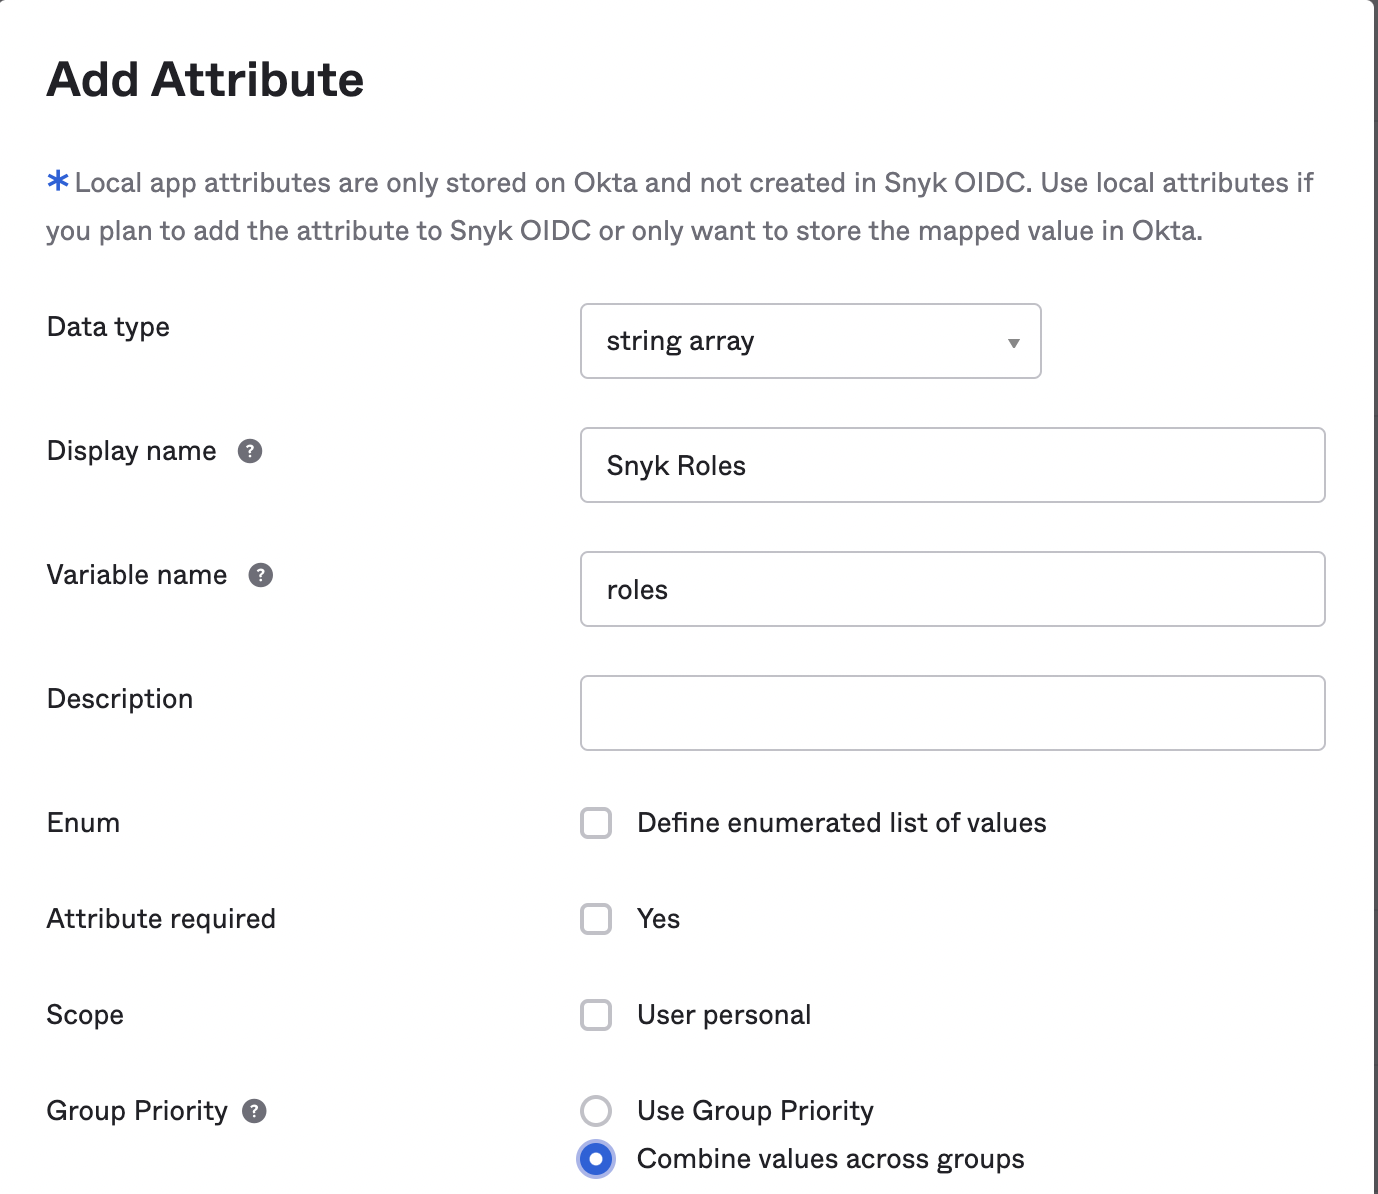 Add Attribute
* Local app attributes are only stored on Okta and not created in Snyk OIDC. Use local attributes if
you plan to add the attribute to Snyk OIDC or only want to store the mapped value in Okta.
Data type
string array
Display name ?
Snyk Roles
Variable name ?
roles
Description
Enum
Define enumerated list of values
Attribute required
Yes
Scope
User personal
Group Priority ?
Use Group Priority
Combine values across groups